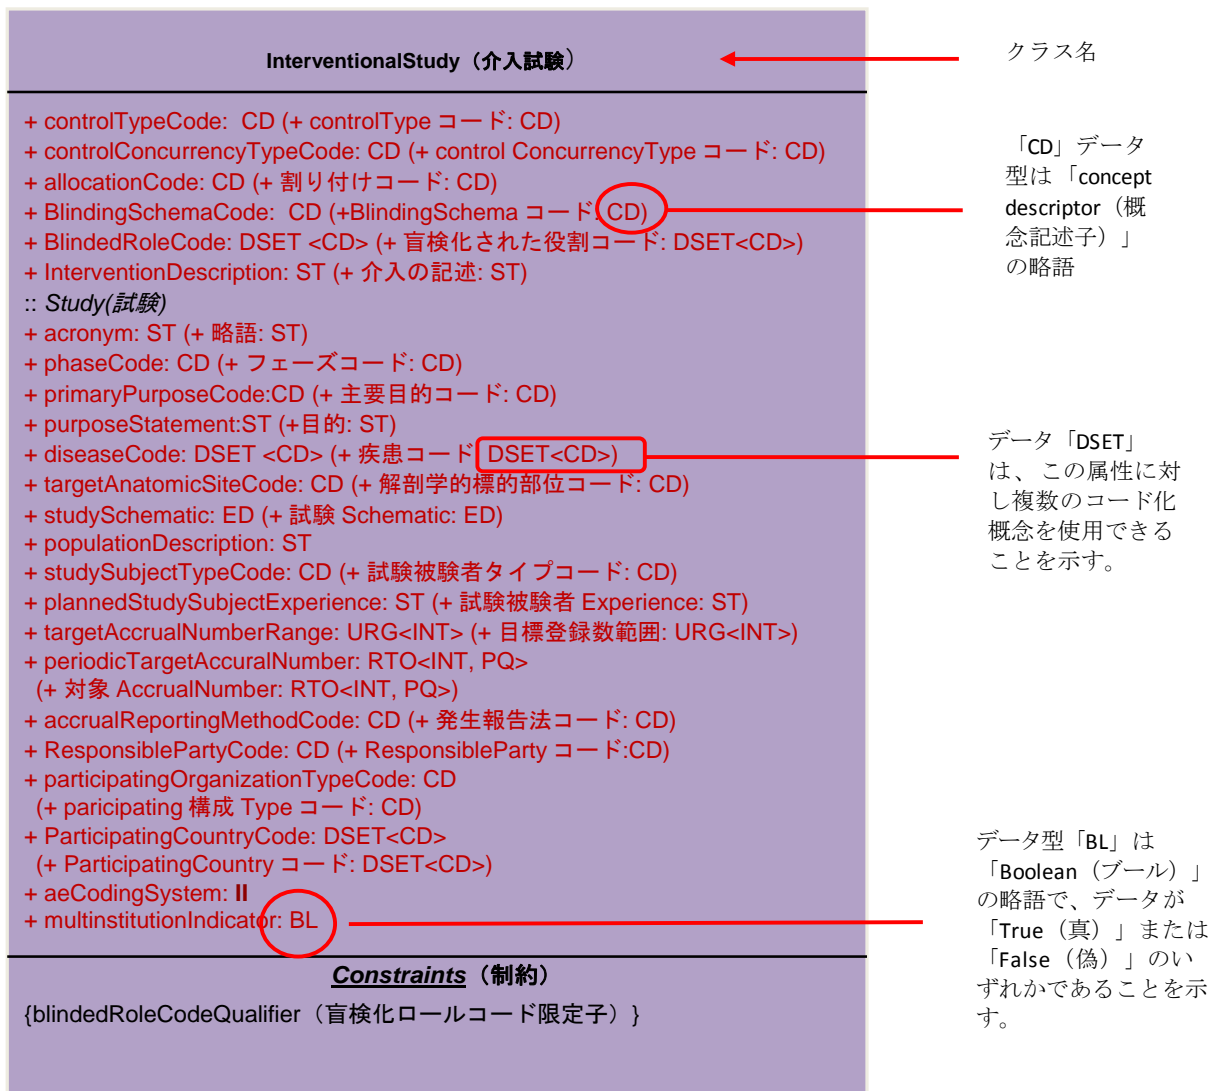 InterventionalStudy（介入試験）
+ controlTypeCode:  CD (+ controlType コード: CD)
+ controlConcurrencyTypeCode: CD (+ control ConcurrencyType コード: CD)
+ allocationCode: CD (+ 割り付けコード: CD)
+ BlindingSchemaCode:  CD (+BlindingSchema コード: CD)
+ BlindedRoleCode: DSET <CD> (+ 盲検化された役割コード: DSET<CD>)
+ InterventionDescription: ST (+ 介入の記述: ST)
:: Study(試験)
+ acronym: ST (+ 略語: ST)
+ phaseCode: CD (+ フェーズコード: CD)
+ primaryPurposeCode:CD (+ 主要目的コード: CD)
+ purposeStatement:ST (+目的: ST)
+ diseaseCode: DSET <CD> (+ 疾患コード DSET<CD>)
+ targetAnatomicSiteCode: CD (+ 解剖学的標的部位コード: CD)
+ studySchematic: ED (+ 試験 Schematic: ED)
+ populationDescription: ST
+ studySubjectTypeCode: CD (+ 試験被験者タイプコード: CD)
+ plannedStudySubjectExperience: ST (+ 試験被験者 Experience: ST)
+ targetAccrualNumberRange: URG<INT> (+ 目標登録数範囲: URG<INT>)
+ periodicTargetAccuralNumber: RTO<INT, PQ>
(+ 対象 AccrualNumber: RTO<INT, PQ>)
+ accrualReportingMethodCode: CD (+ 発生報告法コード: CD)
+ ResponsiblePartyCode: CD (+ ResponsibleParty コード:CD)
+ participatingOrganizationTypeCode: CD
(+ paricipating 構成 Type コード: CD)
+ ParticipatingCountryCode: DSET<CD>
(+ ParticipatingCountry コード: DSET<CD>)
+ aeCodingSystem: II
+ multinstitutionIndicator: BL
Constraints（制約）
{blindedRoleCodeQualifier（盲検化ロールコード限定子）}
クラス名
「CD」データ
型は「concept
descriptor（概
念記述子）」
の略語
データ「DSET」
は、この属性に対
し複数のコード化
概念を使用できる
ことを示す。
データ型「BL」は
「Boolean（ブール）」
の略語で、データが
「True（真）」または
「False（偽）」のい
ずれかであることを示
す。